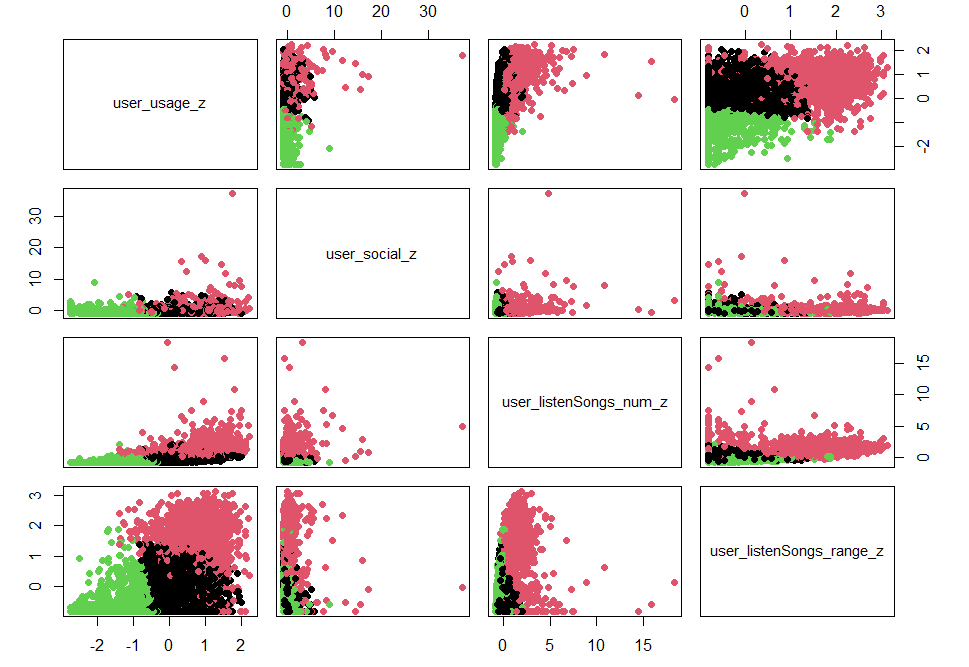 0 10 20 30 0 1 2 3
user_usage_z
-2 0 1 2
0 10 20 30
user_social_z
user_listenSongs_num_z
0 5 10 15
0 1 2 3
user_listenSongs_range_z
-2 -1 0 1 2 0 5 10 15